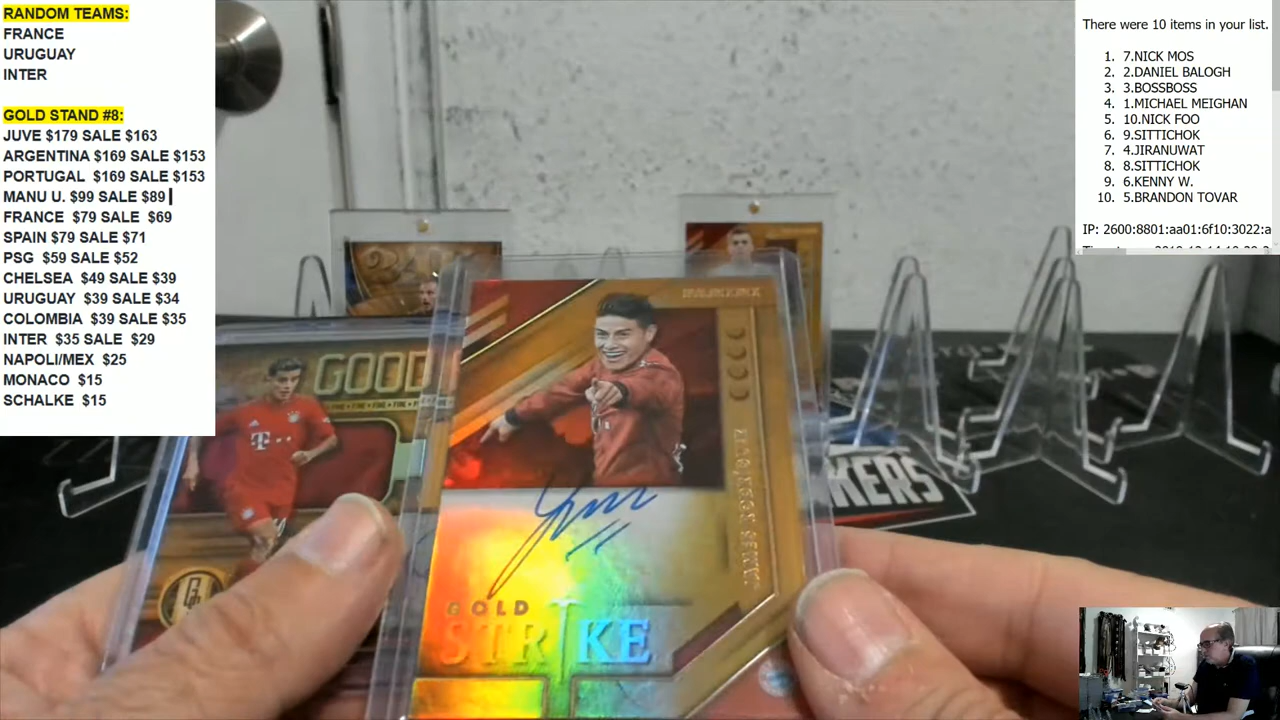 RANDOM TEAMS:
FRANCE
URUGUAY
INTER
GOLD STAND #8:
JUVE $179 SALE $163
ARGENTINA $169 SALE $153
PORTUGAL $169 SALE $153
MANU U. $99 SALE $89
FRANCE $79 SALE $69
SPAIN $79 SALE $71
PSG $59 SALE $52
CHELSEA $49 SALE $39
URUGUAY $39 SALE $34
COLOMBIA $39 SALE $35
INTER $35 SALE $29
NAPOLI/MEX $25
MONACO $15
SCHALKE $15
There were 10 items in your list.
1. 7.NICK MOS
2. 2.DANIEL BALOGH
3. 3.BOSSBOSS
4. 1.MICHAEL MEIGHAN
5. 10.NICK FOO
6. 9.SITTICHOK
7. 4.JIRANUWAT
8. 8.SITTICHOK
9. 6.KENNY W.
10. 5.BRANDON TOVAR
IP: 2600:8801:aa01:6f10:3022:a
GOOD
T
GOLD
STRIKE
KERS